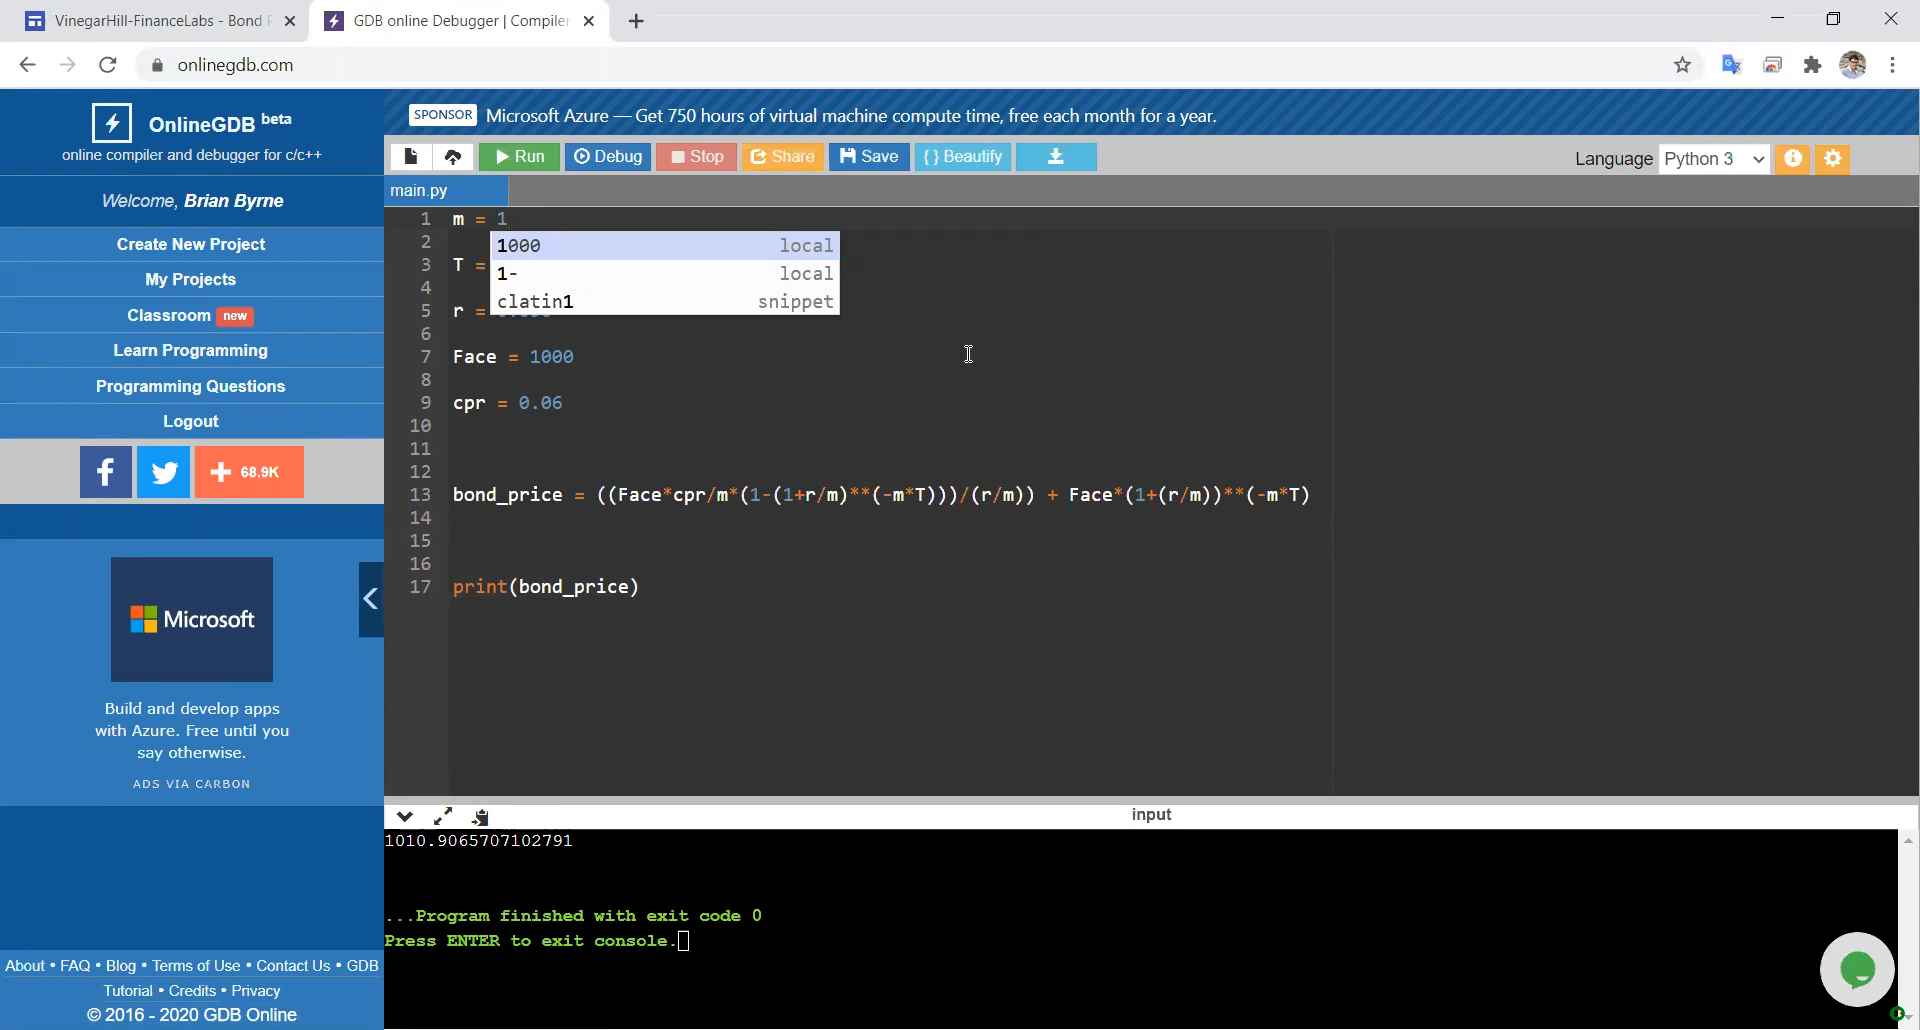 VinegarHill-FinanceLabs - Bond
GDB online Debugger | Compiler
onlinegdb.com
OnlineGDB beta
online compiler and debugger for c/c++
Welcome, Brian Byrne
Create New Project
My Projects
Classroom new
Learn Programming
Programming Questions
Logout
68.9K
Microsoft
Build and develop apps
with Azure. Free until you
say otherwise.
ADS VIA CARBON
About • FAQ • Blog • Terms of Use • Contact Us • GDB
Tutorial • Credits • Privacy
© 2016 - 2020 GDB Online
SPONSOR Microsoft Azure — Get 750 hours of virtual machine compute time, free each month for a year.
Run Debug Stop Share Save {} Beautify
Language Python 3
main.py
1 m = 1
2
3 T =
4
5 r =
6
7 Face = 1000
8
9 cpr = 0.06
10
11
12
13 bond_price = ((Face*cpr/m*(1-(1+r/m)**(-m*T)))/(r/m)) + Face*(1+(r/m))**(-m*T)
14
15
16
17 print(bond_price)
1000 local
1- local
clatin1 snippet
input
1010.9065707102791
...Program finished with exit code 0
Press ENTER to exit console.